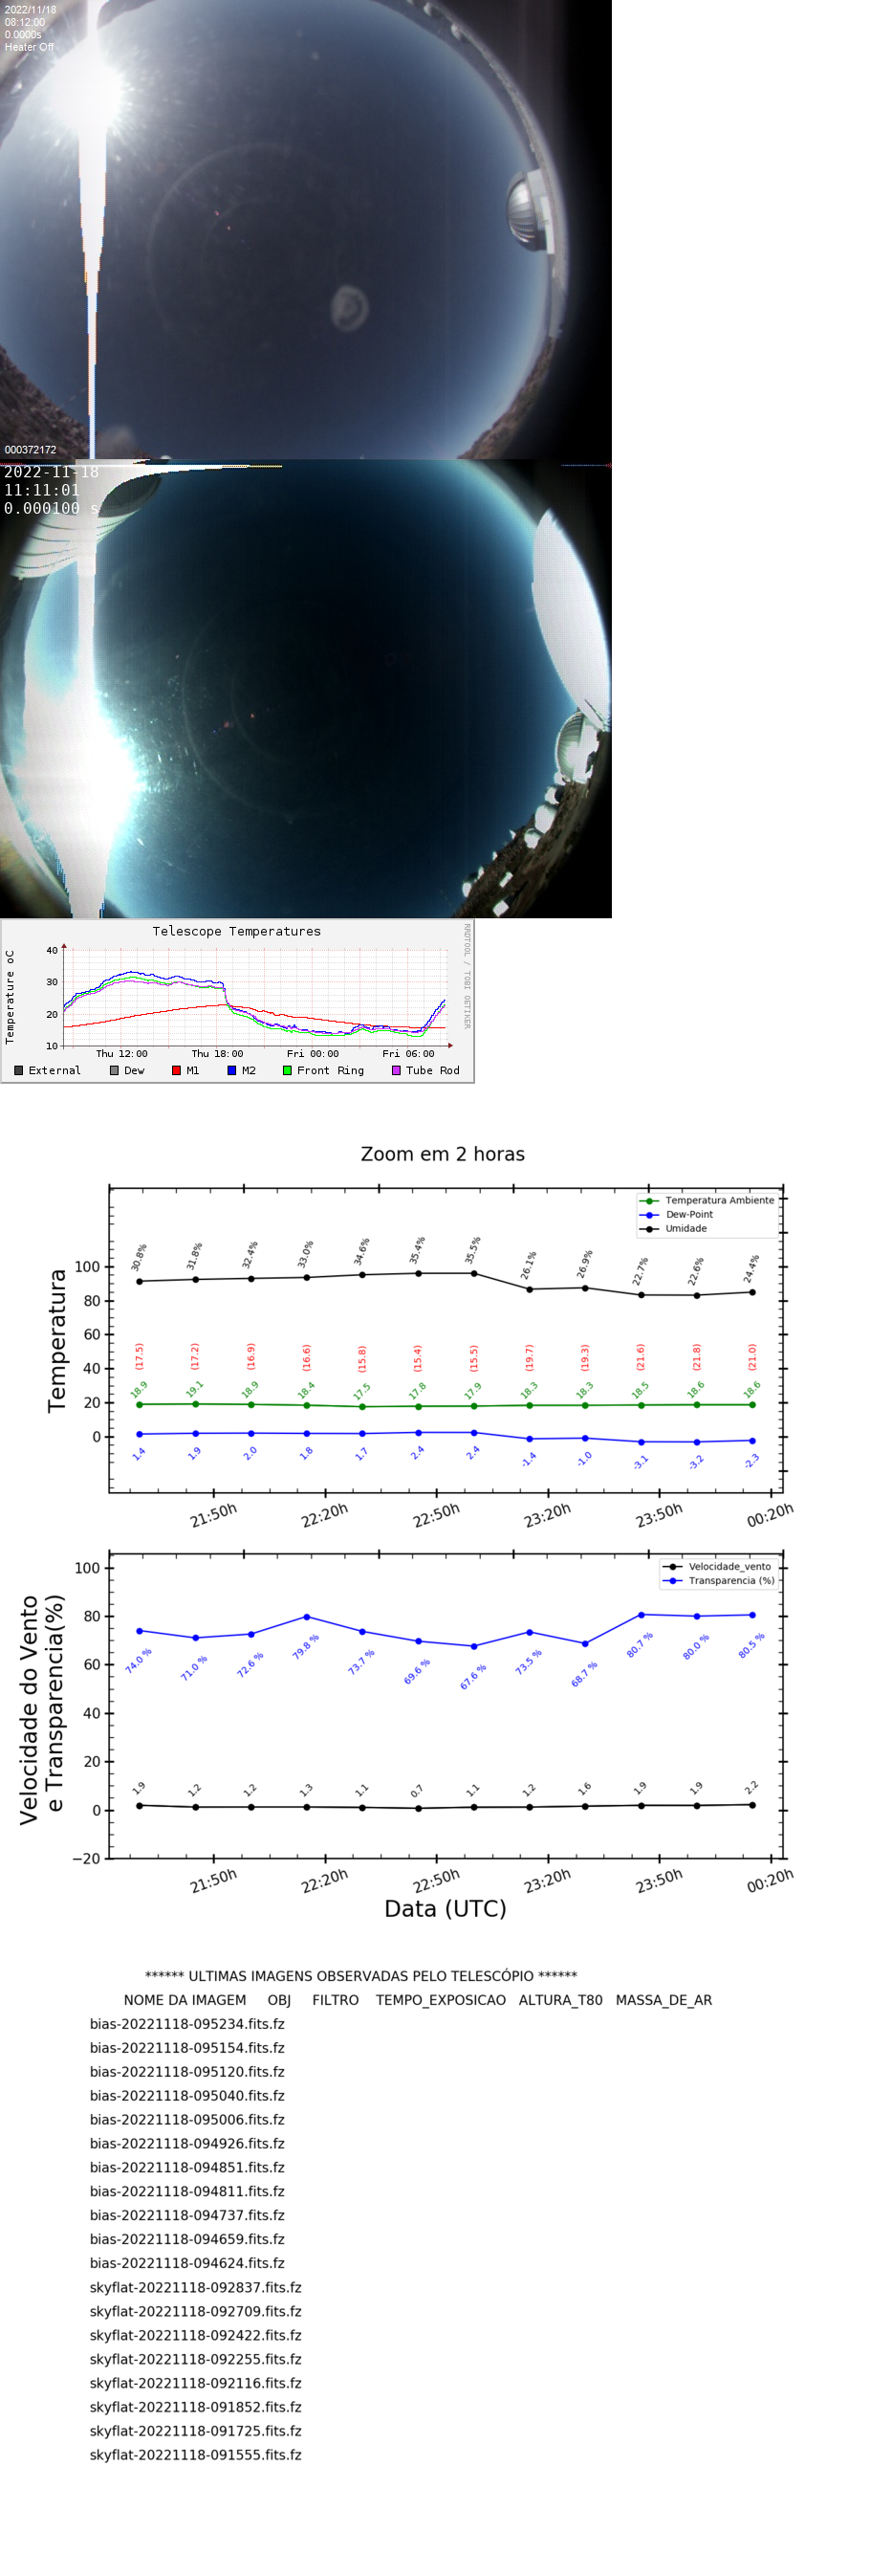 2022/11/18
08:12:00
0.0000s
Heater Off
000372172
2022-11-18
11:11:01
0.000100 s
Telescope Temperatures
RRDTOOL / TOBI OETIKER
Temperature oC
40
30
20
10
Thu 12:00 Thu 18:00 Fri 00:00 Fri 06:00
External Dew M1 M2 Front Ring Tube Rod
Zoom em 2 horas
Temperatura Ambiente
Dew-Point
Umidade
Temperatura
100
80
60
40
20
0
30.8% 31.8% 32.4% 33.0% 34.6% 35.4% 35.5% 26.1% 26.9% 22.7% 22.6% 24.4%
(17.5) (17.2) (16.9) (16.6) (15.8) (15.4) (15.5) (19.7) (19.3) (21.6) (21.8) (21.0)
18.9 19.1 18.9 18.4 17.5 17.8 17.9 18.3 18.3 18.5 18.6 18.6
1.4 1.9 2.0 1.8 1.7 2.4 2.4 -1.4 -1.0 -3.1 -3.2 -2.3
21:50h 22:20h 22:50h 23:20h 23:50h 00:20h
Velocidade_vento
Transparencia (%)
Velocidade do Vento
e Transparencia(%)
100
80
60
40
20
0
−20
74.0 % 71.0 % 72.6 % 79.8 % 73.7 % 69.6 % 67.6 % 73.5 % 68.7 % 80.7 % 80.0 % 80.5 %
1.9 1.2 1.2 1.3 1.1 0.7 1.1 1.2 1.6 1.9 1.9 2.2
21:50h 22:20h 22:50h 23:20h 23:50h 00:20h
Data (UTC)
****** ULTIMAS IMAGENS OBSERVADAS PELO TELESCÓPIO ******
NOME DA IMAGEM OBJ FILTRO TEMPO_EXPOSICAO ALTURA_T80 MASSA_DE_AR
bias-20221118-095234.fits.fz
bias-20221118-095154.fits.fz
bias-20221118-095120.fits.fz
bias-20221118-095040.fits.fz
bias-20221118-095006.fits.fz
bias-20221118-094926.fits.fz
bias-20221118-094851.fits.fz
bias-20221118-094811.fits.fz
bias-20221118-094737.fits.fz
bias-20221118-094659.fits.fz
bias-20221118-094624.fits.fz
skyflat-20221118-092837.fits.fz
skyflat-20221118-092709.fits.fz
skyflat-20221118-092422.fits.fz
skyflat-20221118-092255.fits.fz
skyflat-20221118-092116.fits.fz
skyflat-20221118-091852.fits.fz
skyflat-20221118-091725.fits.fz
skyflat-20221118-091555.fits.fz